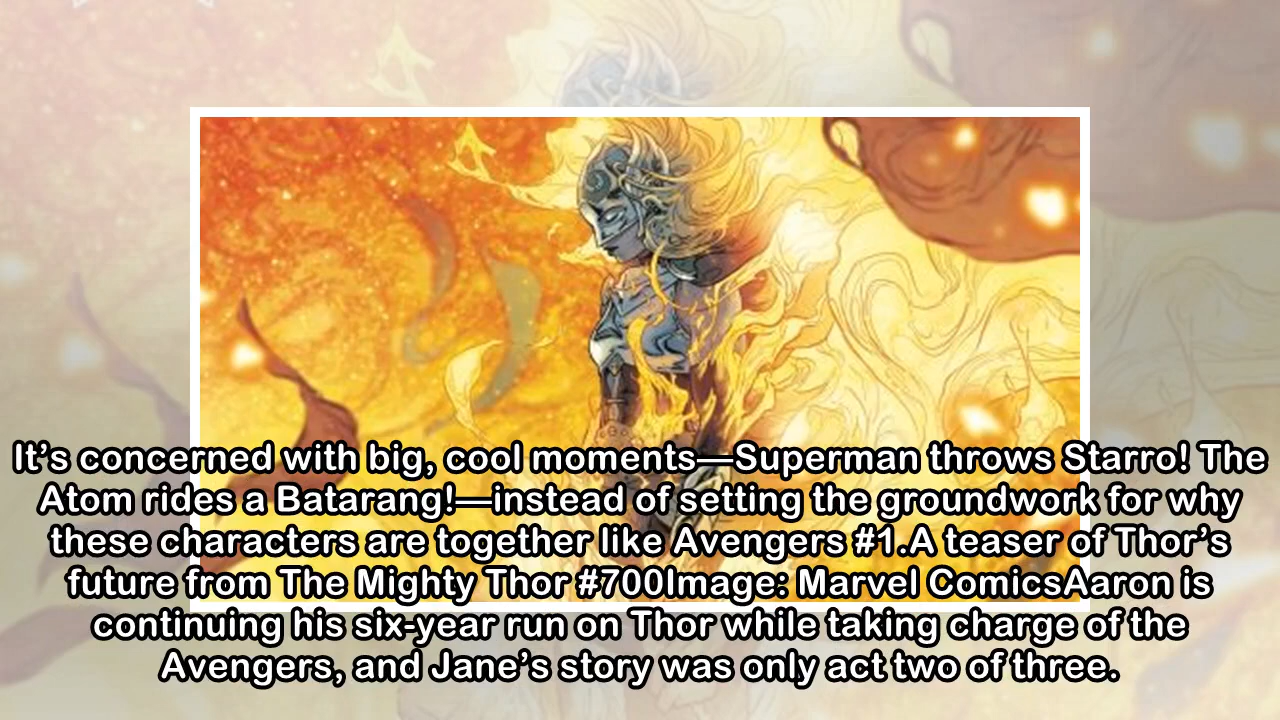 It’s concerned with big, cool moments—Superman throws Starro! The
Atom rides a Batarang!—instead of setting the groundwork for why
these characters are together like Avengers #1.A teaser of Thor’s
future from The Mighty Thor #700Image: Marvel ComicsAaron is
continuing his six-year run on Thor while taking charge of the
Avengers, and Jane’s story was only act two of three.